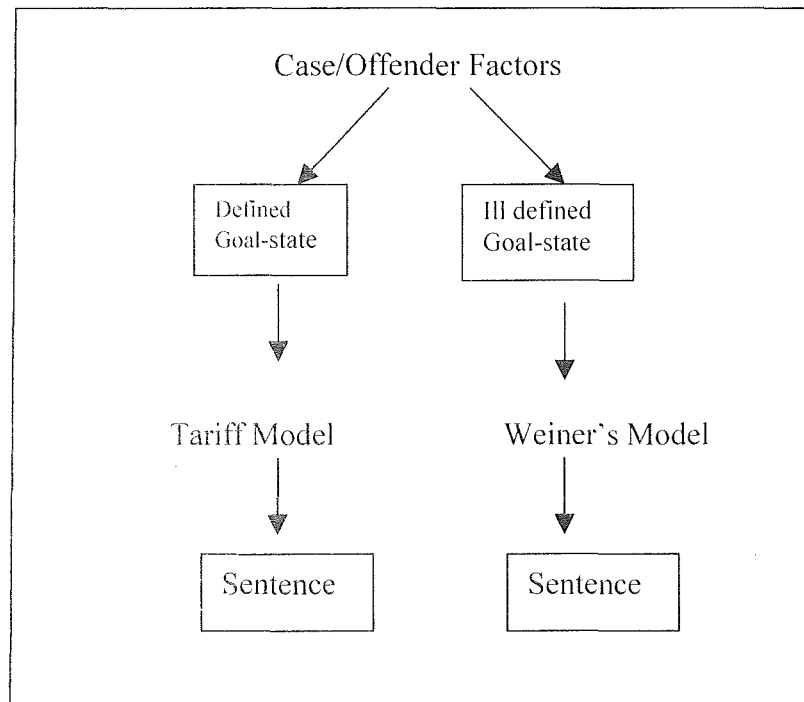 Case/Offender Factors
Defined
Goal-state
Ill defined
Goal-state
Tariff Model
Weiner's Model
Sentence
Sentence